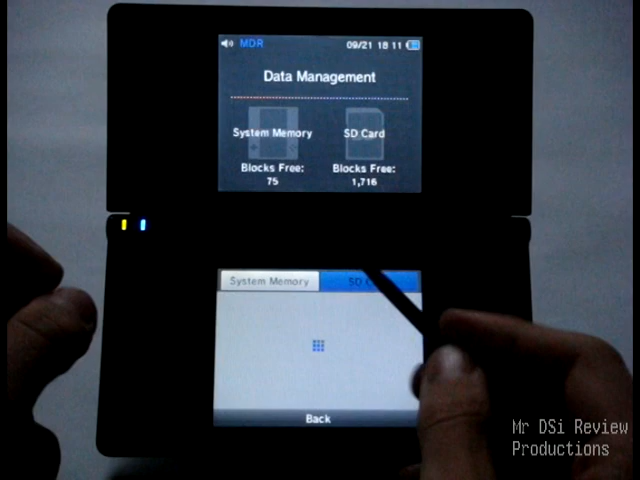 MDR
09/21 18 11
Data Management
System Memory
SD Card
Blocks Free:
75
Blocks Free:
1,716
System Memory
Back
Mr DSi Review
Productions